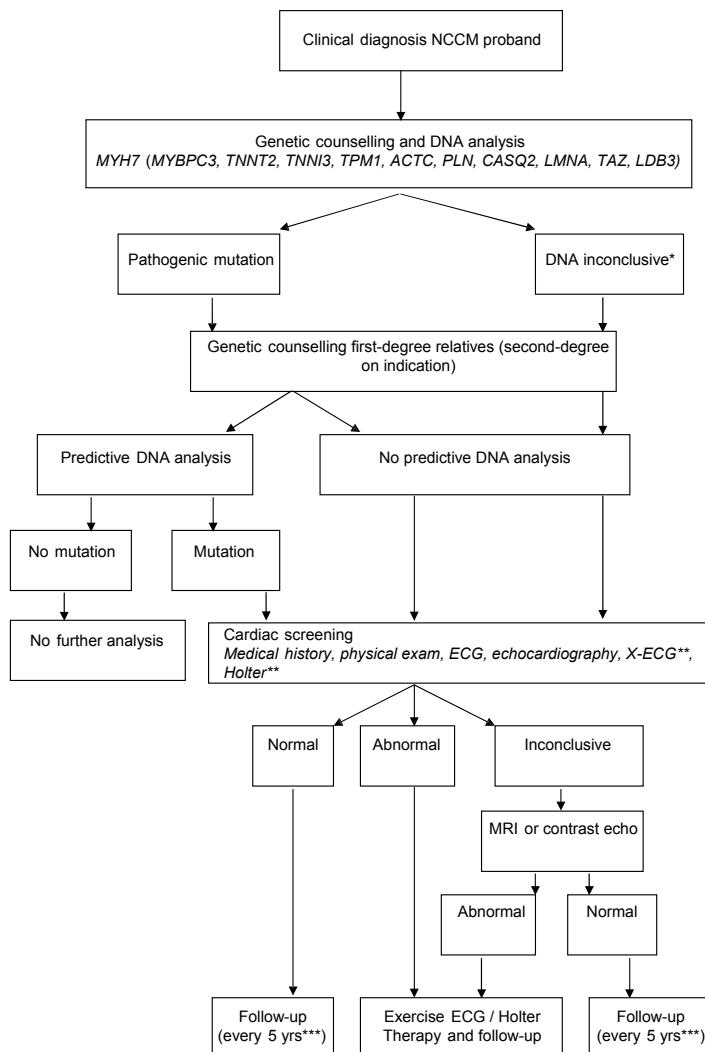 Clinical diagnosis NCCM proband
Genetic counselling and DNA analysis
MYH7 (MYBPC3, TNNT2, TNNI3, TPM1, ACTC, PLN, CASQ2, LMNA, TAZ, LDB3)
Pathogenic mutation
DNA inconclusive*
Genetic counselling first-degree relatives (second-degree
on indication)
Predictive DNA analysis
No predictive DNA analysis
No mutation
Mutation
No further analysis
Cardiac screening
Medical history, physical exam, ECG, echocardiography, X-ECG**,
Holter**
Normal
Abnormal
Inconclusive
MRI or contrast echo
Abnormal
Normal
Follow-up
(every 5 yrs***)
Exercise ECG / Holter
Therapy and follow-up
Follow-up
(every 5 yrs***)